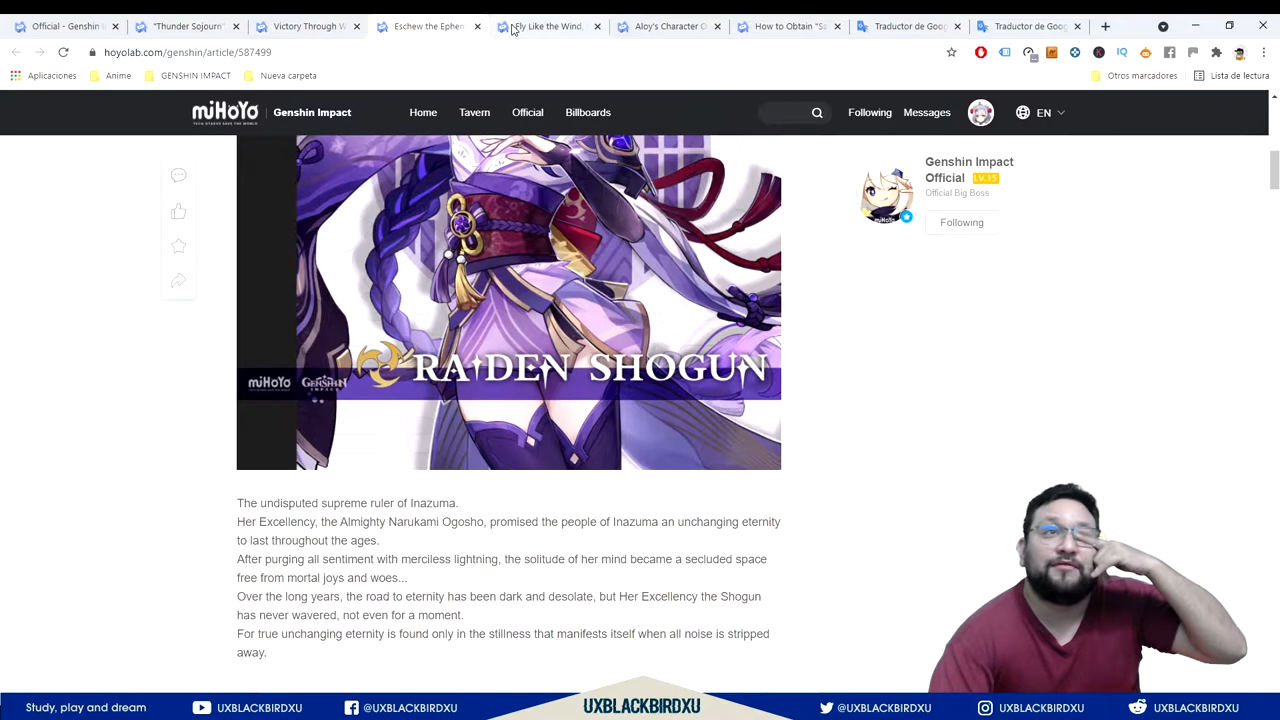 Official - Genshin I
"Thunder Sojourn"
Victory Through W
Eschew the Ephen
Fly Like the Wind,
Aloy's Character O
How to Obtain "Sp
Traductor de Goog
Traductor de Goog
hoyolab.com/genshin/article/587499
Aplicaciones
Anime
GENSHIN IMPACT
Nueva carpeta
Otros marcadores
Lista de lectura
miHoYo
TECH OTAKUS SAVE THE WORLD
Genshin Impact
Home
Tavern
Official
Billboards
Following
Messages
EN
Genshin Impact
Official LV.15
Official Big Boss
Following
miHoYo
GENSHIN IMPACT
RAIDEN SHOGUN
The undisputed supreme ruler of Inazuma.
Her Excellency, the Almighty Narukami Ogosho, promised the people of Inazuma an unchanging eternity
to last throughout the ages.
After purging all sentiment with merciless lightning, the solitude of her mind became a secluded space
free from mortal joys and woes...
Over the long years, the road to eternity has been dark and desolate, but Her Excellency the Shogun
has never wavered, not even for a moment.
For true unchanging eternity is found only in the stillness that manifests itself when all noise is stripped
away.
Study, play and dream
UXBLACKBIRDXU
@UXBLACKBIRDXU
UXBLACKBIRDXU
@UXBLACKBIRDXU
UXBLACKBIRDXU
UXBLACKBIRDXU